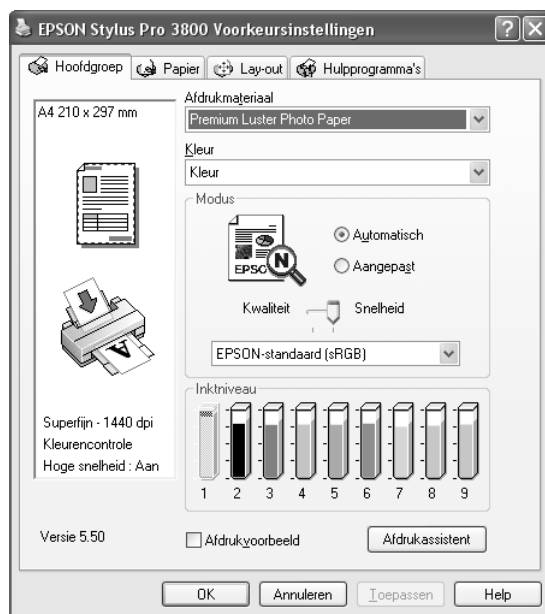 EPSON Stylus Pro 3800 Voorkeursinstellingen
Hoofdgroep Papier Lay-out Hulpprogramma's
A4 210 x 297 mm
Afdrukmateriaal
Premium Luster Photo Paper
Kleur
Kleur
Modus
EPSON
N
Automatisch
Aangepast
Kwaliteit Snelheid
EPSON-standaard (sRGB)
Inktniveau
1 2 3 4 5 6 7 8 9
A
Superfijn - 1440 dpi
Kleurencontrole
Hoge snelheid : Aan
Versie 5.50
Afdrukvoorbeeld
Afdrukassistent
OK Annuleren Toepassen Help